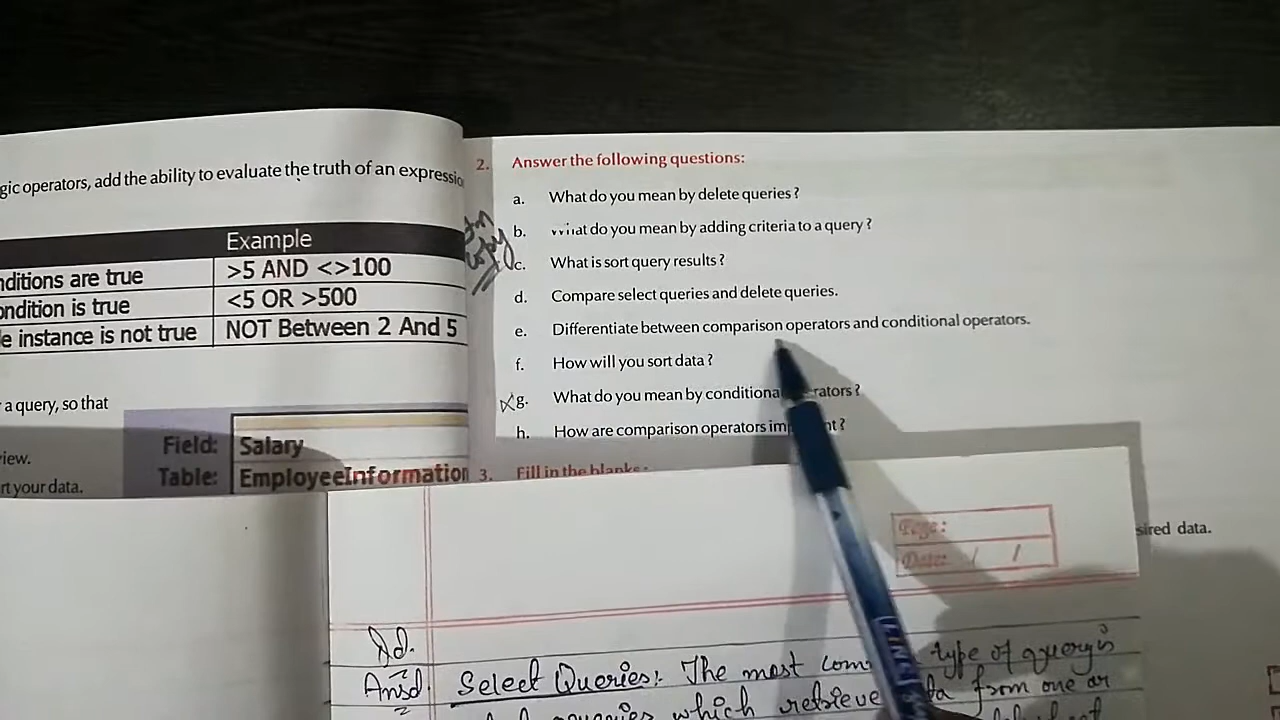 gic operators, add the ability to evaluate the truth of an expressio
Example
nditions are true >5 AND <>100
ondition is true <5 OR >500
e instance is not true NOT Between 2 And 5
a query, so that
Field: Salary
iew.
Table: EmployeeInformation
rt your data.
2. Answer the following questions:
a. What do you mean by delete queries?
b. What do you mean by adding criteria to a query?
c. What is sort query results?
d. Compare select queries and delete queries.
e. Differentiate between comparison operators and conditional operators.
f. How will you sort data?
g. What do you mean by conditiona rators?
h. How are comparison operators im nt?
3. Fill in the blanks:
sired data.
Page:
Date: / /
Ansd Select Queries: The most com type of query is
which retrieve from one or